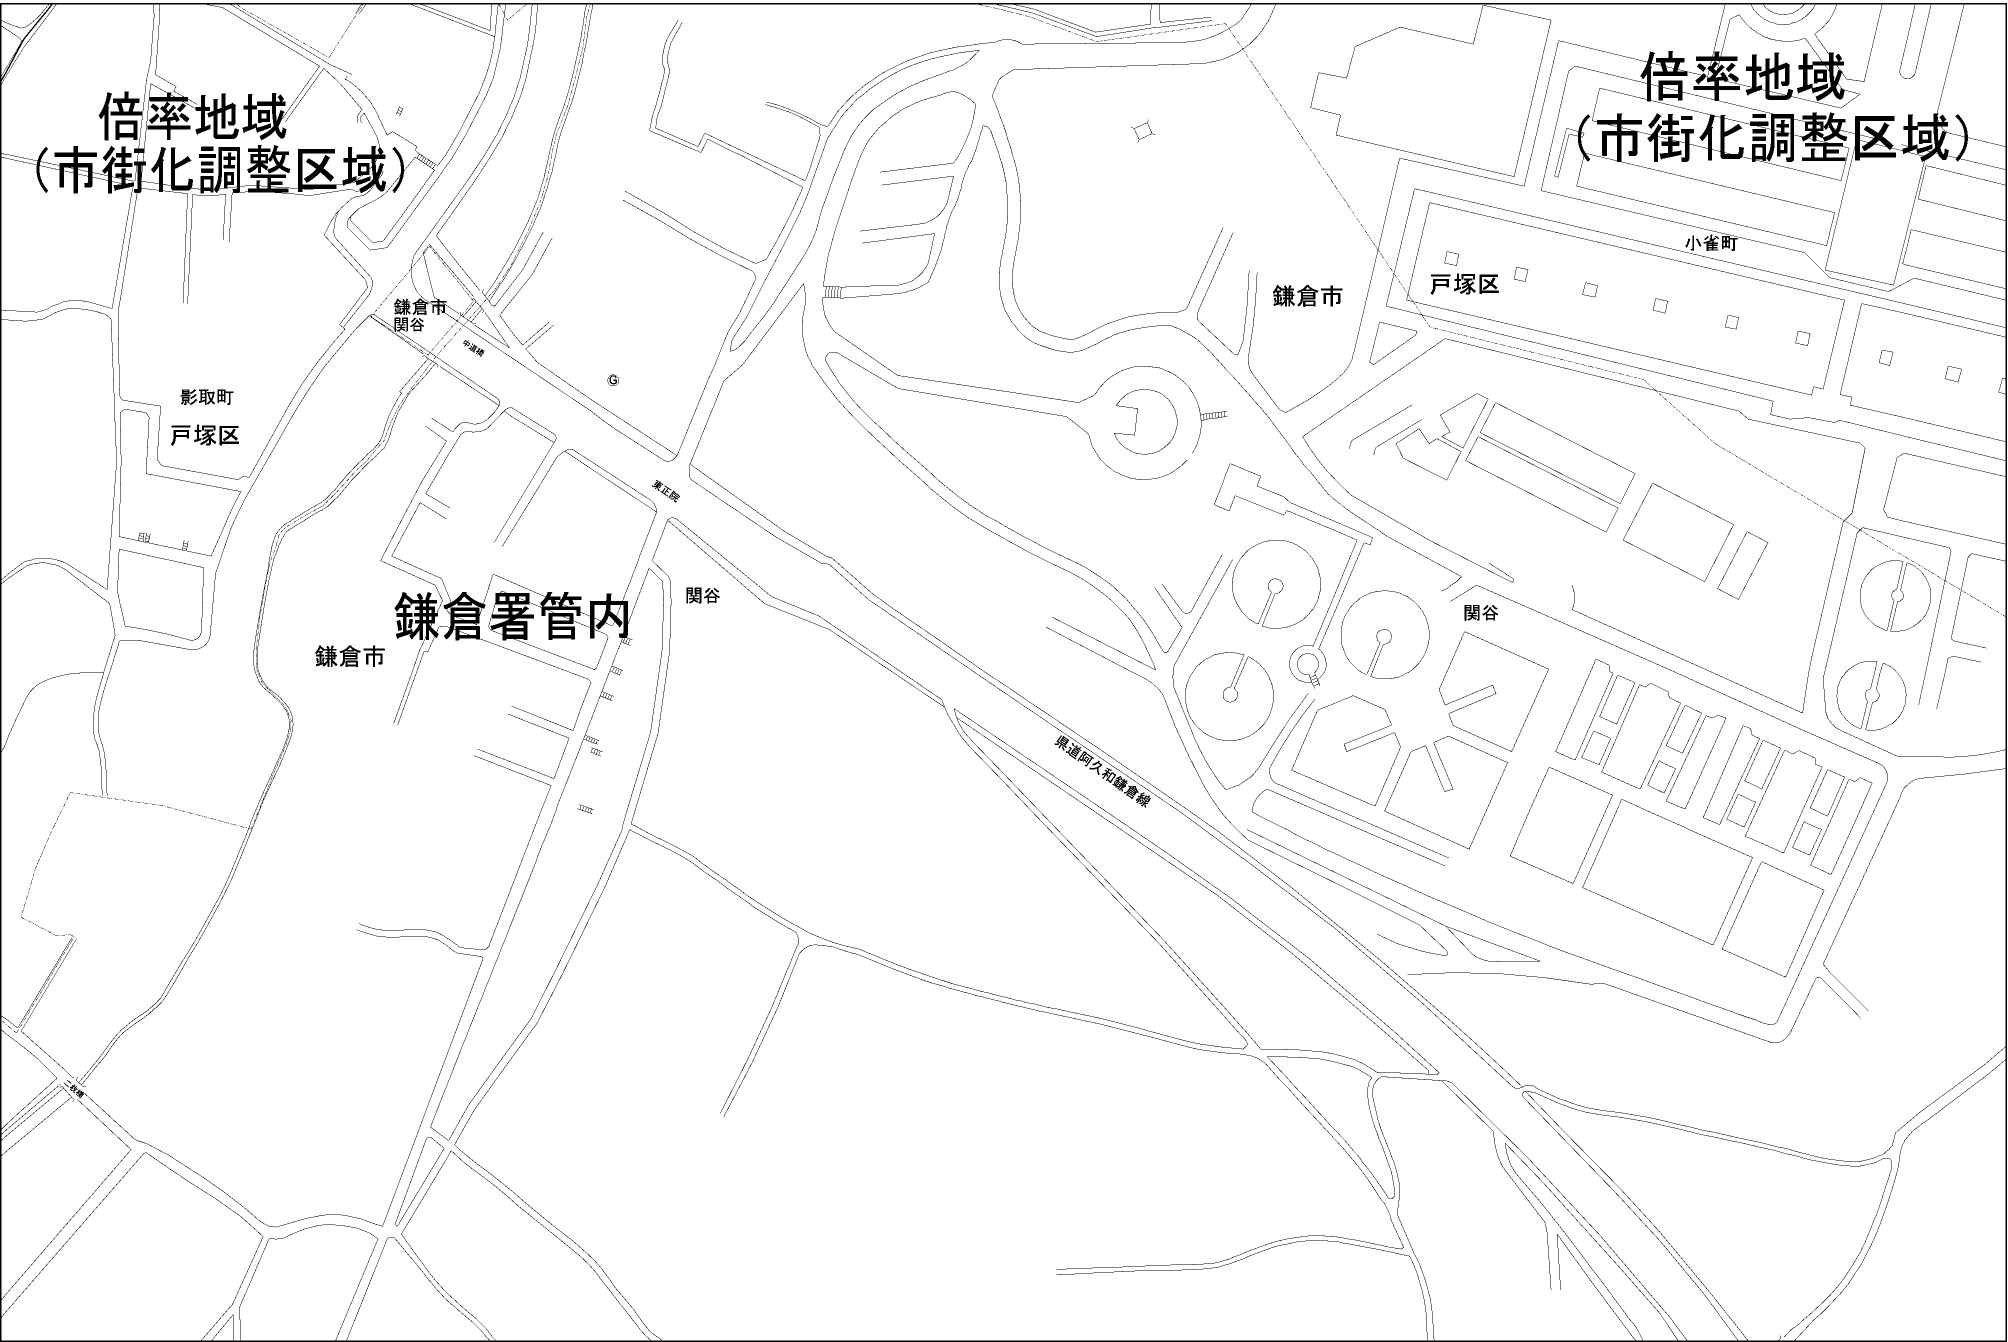 倍率地域
（市街化調整区域）
倍率地域
（市街化調整区域）
小雀町
戸塚区
鎌倉市
鎌倉市
関谷
中道橋
G
影取町
戸塚区
東正院
関谷
鎌倉署管内
鎌倉市
関谷
県道阿久和鎌倉線
二枚橋